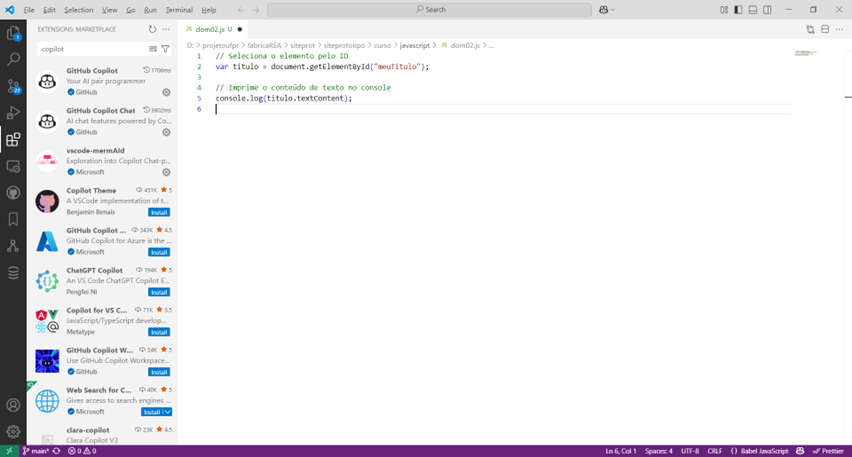 File Edit Selection View Go Run Terminal Help
Search
EXTENSIONS: MARKETPLACE
copilot
GitHub Copilot 1706ms
Your AI pair programmer
GitHub
GitHub Copilot Chat 3602ms
AI chat features powered by Co...
GitHub
vscode-mermAId
Exploration into Copilot Chat-p...
Microsoft
Copilot Theme 451K 5
A VSCode implementation of t...
Benjamin Benais Install
GitHub Copilot ... 343K 4.5
GitHub Copilot for Azure is the ...
Microsoft Install
ChatGPT Copilot 194K 5
An VS Code ChatGPT Copilot E...
Pengfei Ni Install
Copilot for VS C... 71K 3.5
JavaScript/TypeScript develop...
Metatype Install
GitHub Copilot W... 54K 5
Use GitHub Copilot Workspace...
GitHub Install
Web Search for C... 40K 5
Gives access to search engines ...
Microsoft Install
clara-copilot 23K 4.5
Clara Copilot V3
1
27
JS dom02.js U
D: > projetoufpr > fabricaREA > siteprot > siteprototipo > curso > javascript > JS dom02.js > ...
1 // Seleciona o elemento pelo ID
2 var titulo = document.getElementById("meuTitulo");
3
4 // Imprime o conteúdo de texto no console
5 console.log(titulo.textContent);
6
main* 0 0 Ln 6, Col 1 Spaces: 4 UTF-8 CRLF {} Babel JavaScript Prettier